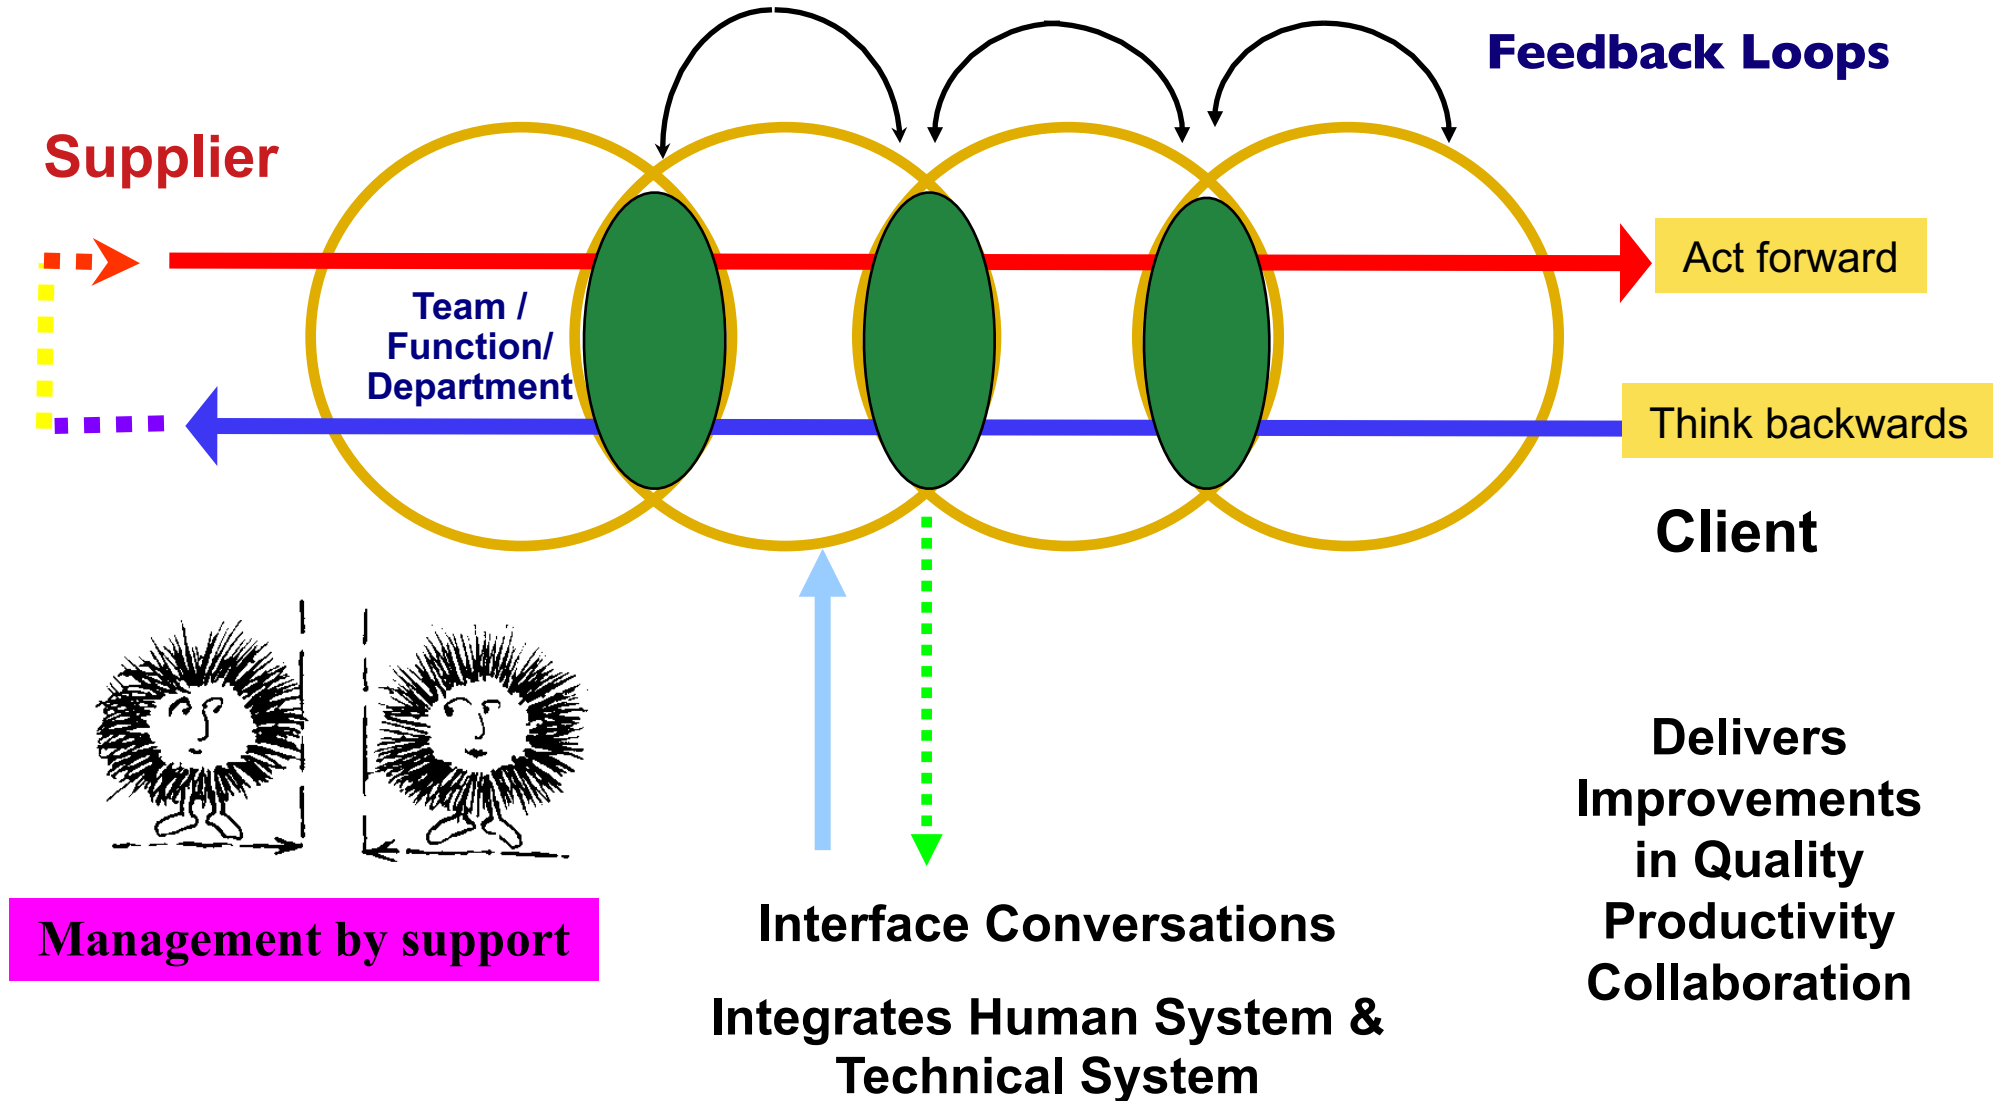 Feedback Loops
Supplier
Act forward
Team /
Function/
Department
Think backwards
Client
Delivers
Improvements
in Quality
Productivity
Collaboration
Management by support
Interface Conversations
Integrates Human System &
Technical System